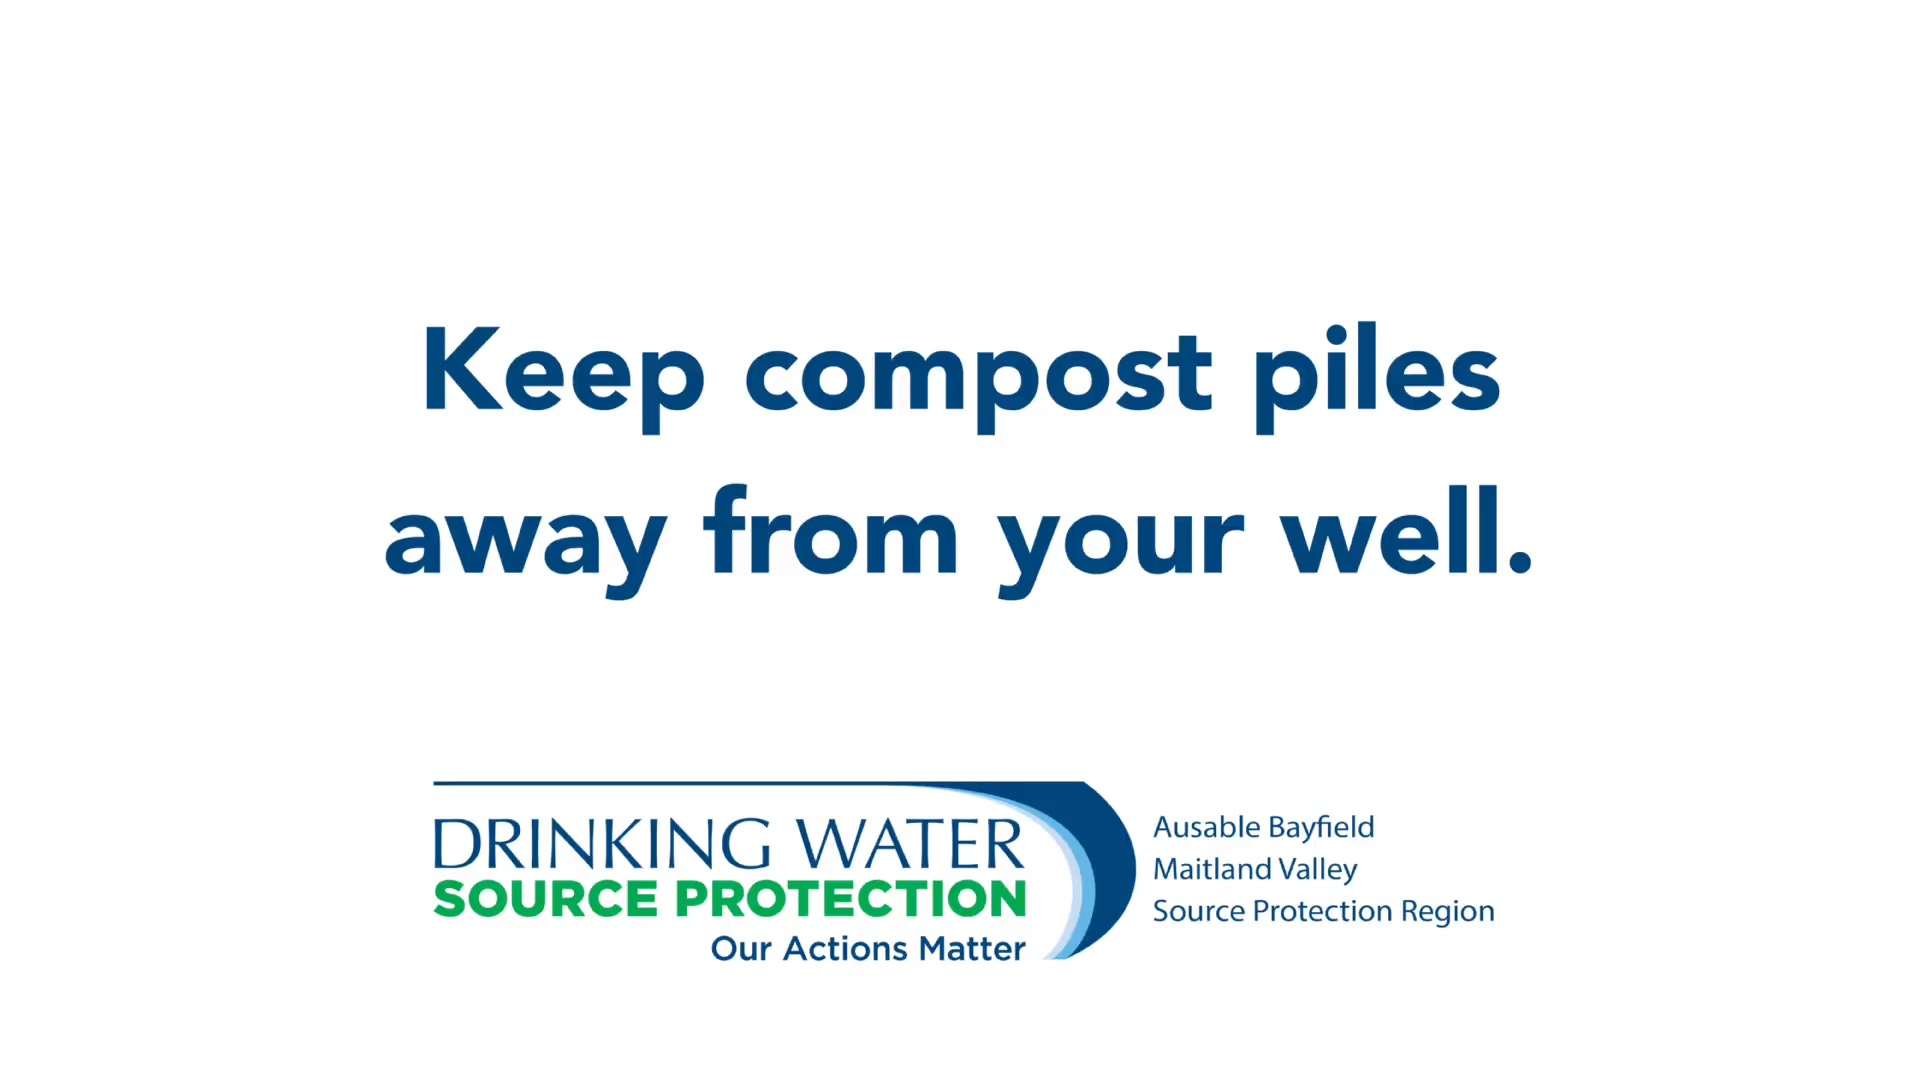 Keep compost piles
away from your well.
DRINKING WATER
SOURCE PROTECTION
Our Actions Matter
Ausable Bayfield
Maitland Valley
Source Protection Region